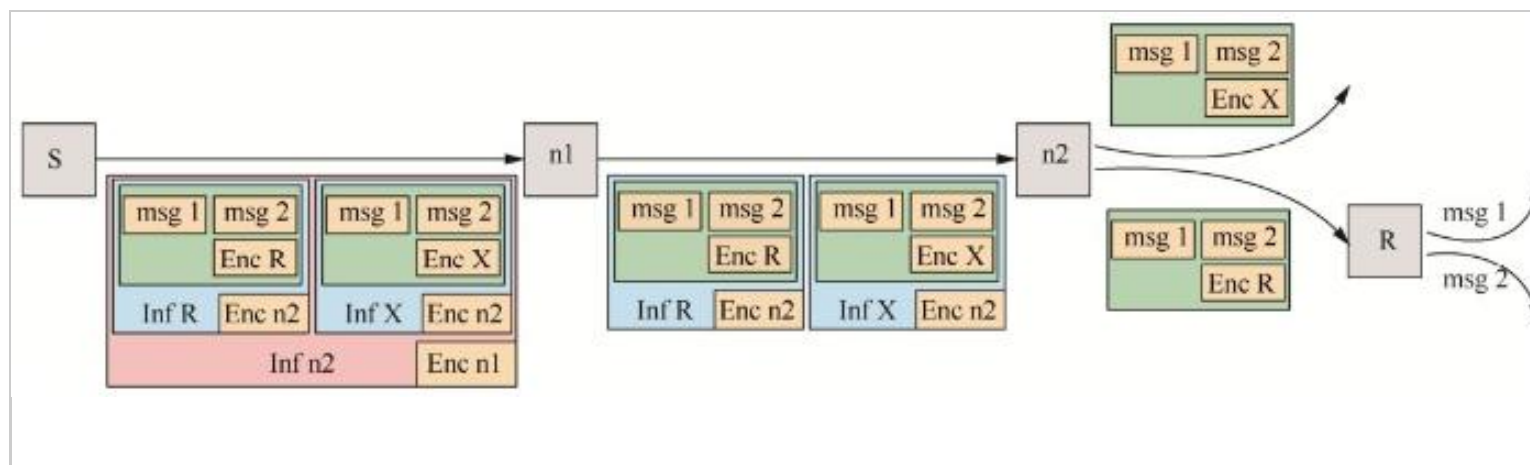 S
n1
n2
R
msg 1 msg 2
Enc R
Inf R Enc n2
msg 1 msg 2
Enc X
Inf X Enc n2
Inf n2 Enc n1
msg 1 msg 2
Enc R
Inf R Enc n2
msg 1 msg 2
Enc X
Inf X Enc n2
msg 1 msg 2
Enc X
msg 1 msg 2
Enc R
msg 1
msg 2